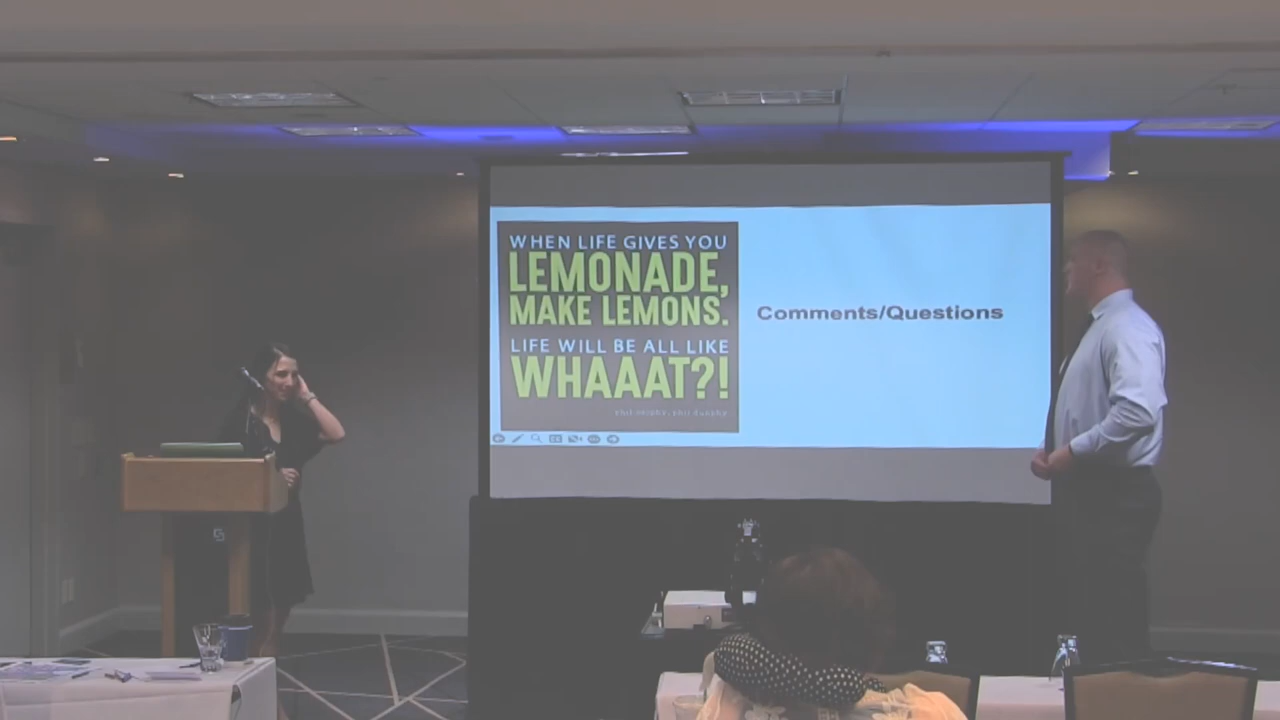 WHEN LIFE GIVES YOU
LEMONADE,
MAKE LEMONS.
LIFE WILL BE ALL LIKE
WHAAAT?!
Comments/Questions